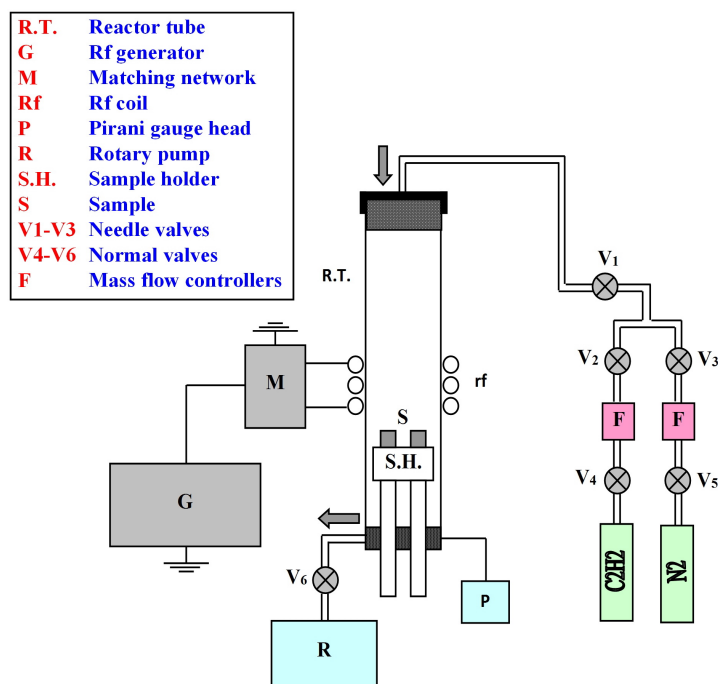 R.T. Reactor tube
G Rf generator
M Matching network
Rf Rf coil
P Pirani gauge head
R Rotary pump
S.H. Sample holder
S Sample
V1-V3 Needle valves
V4-V6 Normal valves
F Mass flow controllers
R.T.
V1
V2
V3
M
rf
S
F
F
S.H.
V4
V5
G
C2H2
N2
V6
P
R